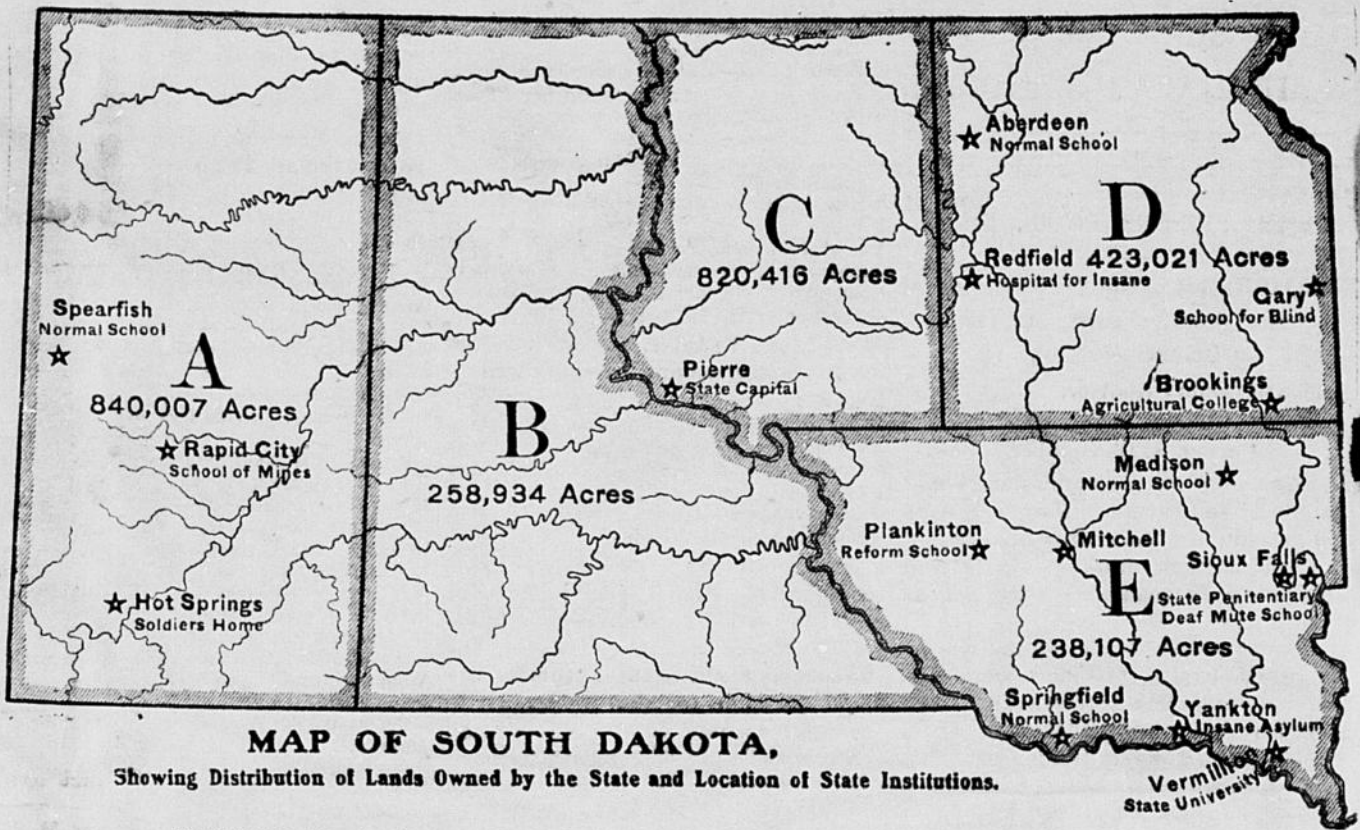 Aberdeen
Normal School
C
D
820,416 Acres
Redfield 423,021 Acres
Hospital for Insane
Gary
School for Blind
Spearfish
Normal School
A
840,007 Acres
Pierre
State Capital
Brookings
Agricultural College
B
Rapid City
School of Mines
258,934 Acres
Madison
Normal School
Plankinton
Reform School
Mitchell
Sioux Falls
E
State Penitentiary
Deaf Mute School
Hot Springs
Soldiers Home
238,107 Acres
Springfield
Normal School
Yankton
Insane Asylum
Vermillion
State University
MAP OF SOUTH DAKOTA,
Showing Distribution of Lands Owned by the State and Location of State Institutions.